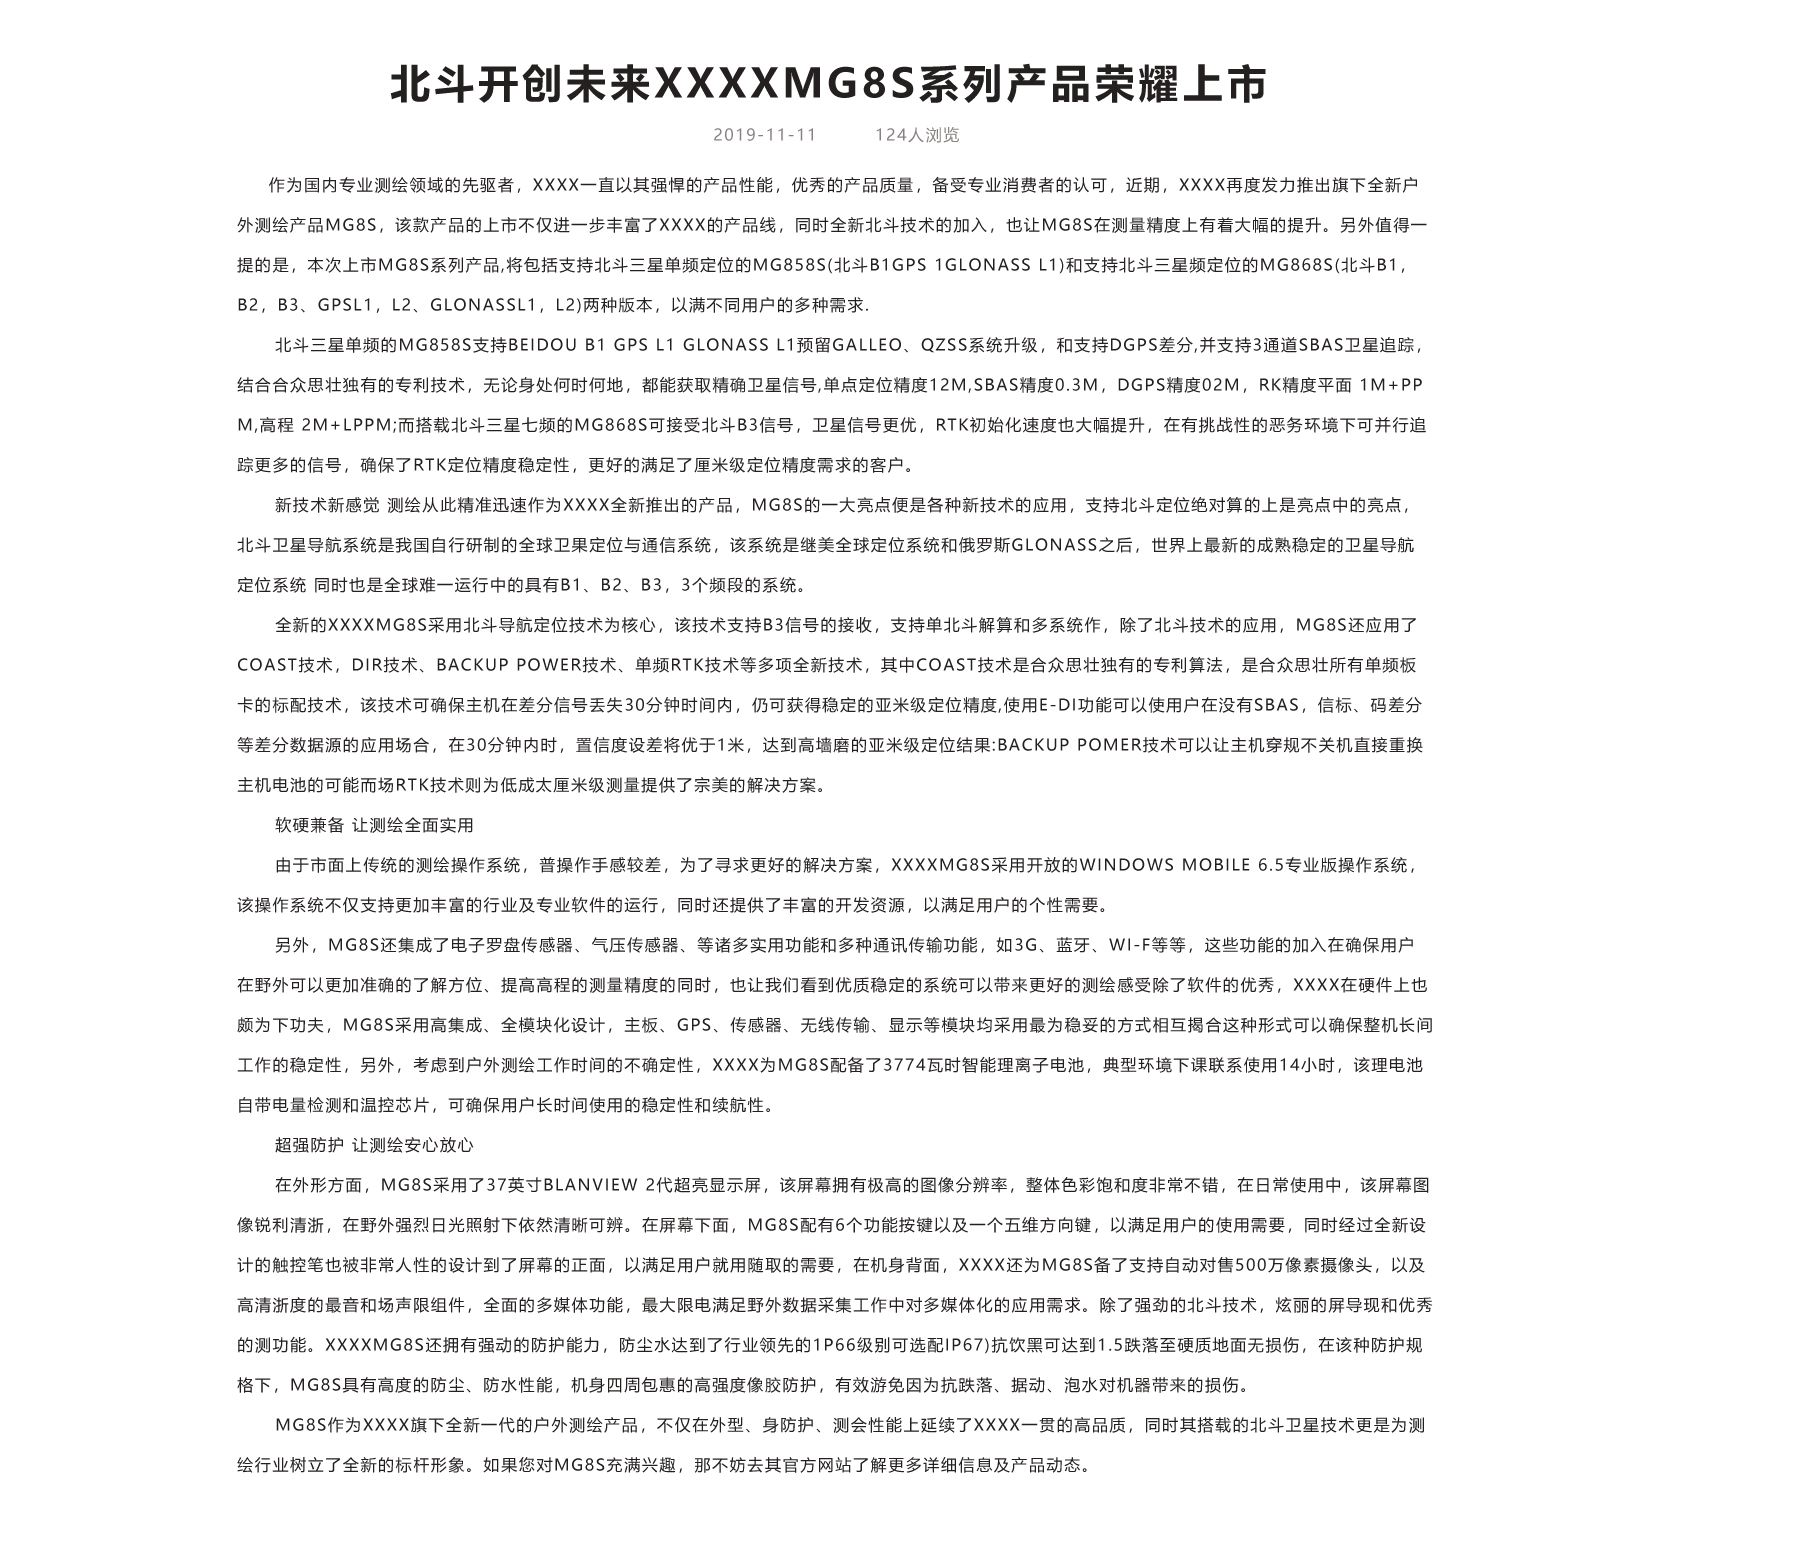 北斗开创未来XXXXMG8S系列产品荣耀上市
2019-11-11 124人浏览
作为国内专业测绘领域的先驱者，XXXX一直以其强悍的产品性能，优秀的产品质量，备受专业消费者的认可，近期，XXXX再度发力推出旗下全新户
外测绘产品MG8S，该款产品的上市不仅进一步丰富了XXXX的产品线，同时全新北斗技术的加入，也让MG8S在测量精度上有着大幅的提升。另外值得一
提的是，本次上市MG8S系列产品,将包括支持北斗三星单频定位的MG858S(北斗B1GPS 1GLONASS L1)和支持北斗三星频定位的MG868S(北斗B1，
B2，B3、GPSL1，L2、GLONASSL1，L2)两种版本，以满不同用户的多种需求.
北斗三星单频的MG858S支持BEIDOU B1 GPS L1 GLONASS L1预留GALLEO、QZSS系统升级，和支持DGPS差分,并支持3通道SBAS卫星追踪，
结合合众思壮独有的专利技术，无论身处何时何地，都能获取精确卫星信号,单点定位精度12M,SBAS精度0.3M，DGPS精度02M，RK精度平面 1M+PP
M,高程 2M+LPPM;而搭载北斗三星七频的MG868S可接受北斗B3信号，卫星信号更优，RTK初始化速度也大幅提升，在有挑战性的恶务环境下可并行追
踪更多的信号，确保了RTK定位精度稳定性，更好的满足了厘米级定位精度需求的客户。
新技术新感觉 测绘从此精准迅速作为XXXX全新推出的产品，MG8S的一大亮点便是各种新技术的应用，支持北斗定位绝对算的上是亮点中的亮点，
北斗卫星导航系统是我国自行研制的全球卫果定位与通信系统，该系统是继美全球定位系统和俄罗斯GLONASS之后，世界上最新的成熟稳定的卫星导航
定位系统 同时也是全球难一运行中的具有B1、B2、B3，3个频段的系统。
全新的XXXXMG8S采用北斗导航定位技术为核心，该技术支持B3信号的接收，支持单北斗解算和多系统作，除了北斗技术的应用，MG8S还应用了
COAST技术，DIR技术、BACKUP POWER技术、单频RTK技术等多项全新技术，其中COAST技术是合众思壮独有的专利算法，是合众思壮所有单频板
卡的标配技术，该技术可确保主机在差分信号丢失30分钟时间内，仍可获得稳定的亚米级定位精度,使用E-DI功能可以使用户在没有SBAS，信标、码差分
等差分数据源的应用场合，在30分钟内时，置信度设差将优于1米，达到高墙磨的亚米级定位结果:BACKUP POMER技术可以让主机穿规不关机直接重换
主机电池的可能而场RTK技术则为低成太厘米级测量提供了宗美的解决方案。
软硬兼备 让测绘全面实用
由于市面上传统的测绘操作系统，普操作手感较差，为了寻求更好的解决方案，XXXXMG8S采用开放的WINDOWS MOBILE 6.5专业版操作系统，
该操作系统不仅支持更加丰富的行业及专业软件的运行，同时还提供了丰富的开发资源，以满足用户的个性需要。
另外，MG8S还集成了电子罗盘传感器、气压传感器、等诸多实用功能和多种通讯传输功能，如3G、蓝牙、WI-F等等，这些功能的加入在确保用户
在野外可以更加准确的了解方位、提高高程的测量精度的同时，也让我们看到优质稳定的系统可以带来更好的测绘感受除了软件的优秀，XXXX在硬件上也
颇为下功夫，MG8S采用高集成、全模块化设计，主板、GPS、传感器、无线传输、显示等模块均采用最为稳妥的方式相互揭合这种形式可以确保整机长间
工作的稳定性，另外，考虑到户外测绘工作时间的不确定性，XXXX为MG8S配备了3774瓦时智能理离子电池，典型环境下课联系使用14小时，该理电池
自带电量检测和温控芯片，可确保用户长时间使用的稳定性和续航性。
超强防护 让测绘安心放心
在外形方面，MG8S采用了37英寸BLANVIEW 2代超亮显示屏，该屏幕拥有极高的图像分辨率，整体色彩饱和度非常不错，在日常使用中，该屏幕图
像锐利清浙，在野外强烈日光照射下依然清晰可辨。在屏幕下面，MG8S配有6个功能按键以及一个五维方向键，以满足用户的使用需要，同时经过全新设
计的触控笔也被非常人性的设计到了屏幕的正面，以满足用户就用随取的需要，在机身背面，XXXX还为MG8S备了支持自动对售500万像素摄像头，以及
高清浙度的最音和场声限组件，全面的多媒体功能，最大限电满足野外数据采集工作中对多媒体化的应用需求。除了强劲的北斗技术，炫丽的屏导现和优秀
的测功能。XXXXMG8S还拥有强动的防护能力，防尘水达到了行业领先的1P66级别可选配IP67)抗饮黑可达到1.5跌落至硬质地面无损伤，在该种防护规
格下，MG8S具有高度的防尘、防水性能，机身四周包惠的高强度像胶防护，有效游免因为抗跌落、据动、泡水对机器带来的损伤。
MG8S作为XXXX旗下全新一代的户外测绘产品，不仅在外型、身防护、测会性能上延续了XXXX一贯的高品质，同时其搭载的北斗卫星技术更是为测
绘行业树立了全新的标杆形象。如果您对MG8S充满兴趣，那不妨去其官方网站了解更多详细信息及产品动态。